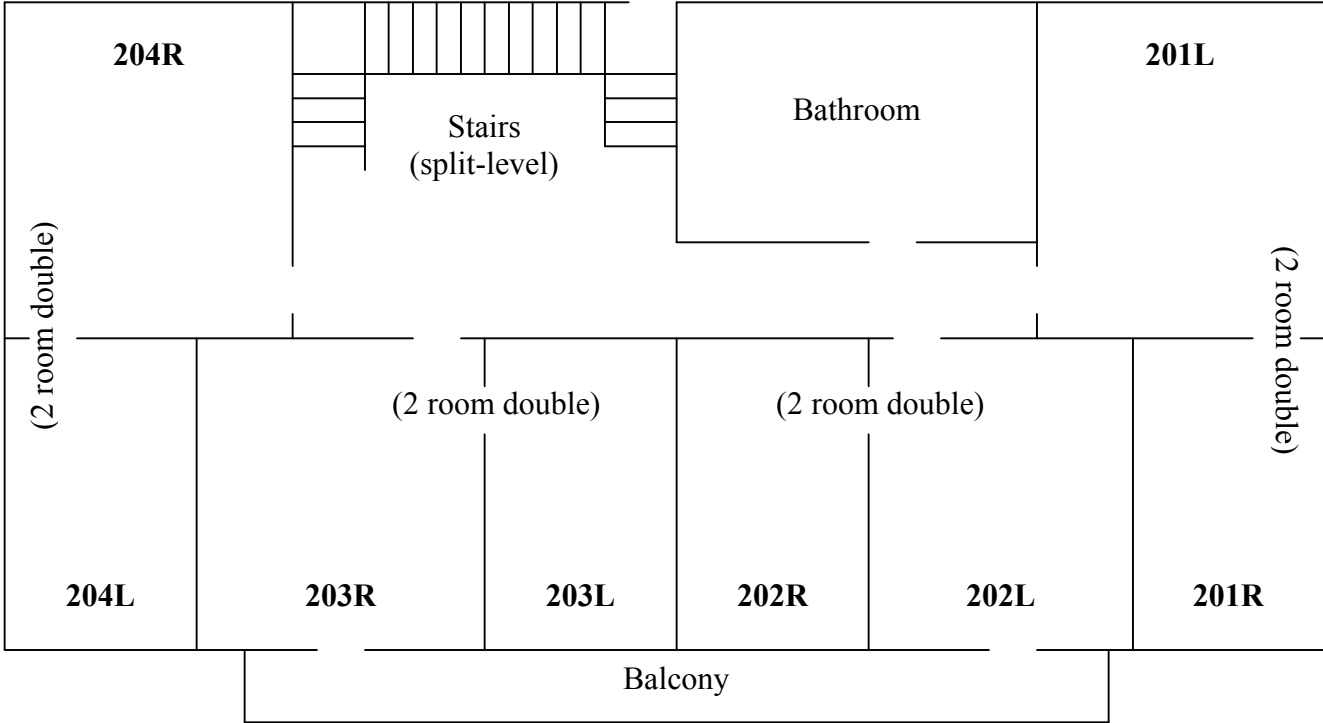 204R
201L
Stairs
(split-level)
Bathroom
(2 room double)
(2 room double)
(2 room double)
(2 room double)
204L
203R
203L
202R
202L
201R
Balcony